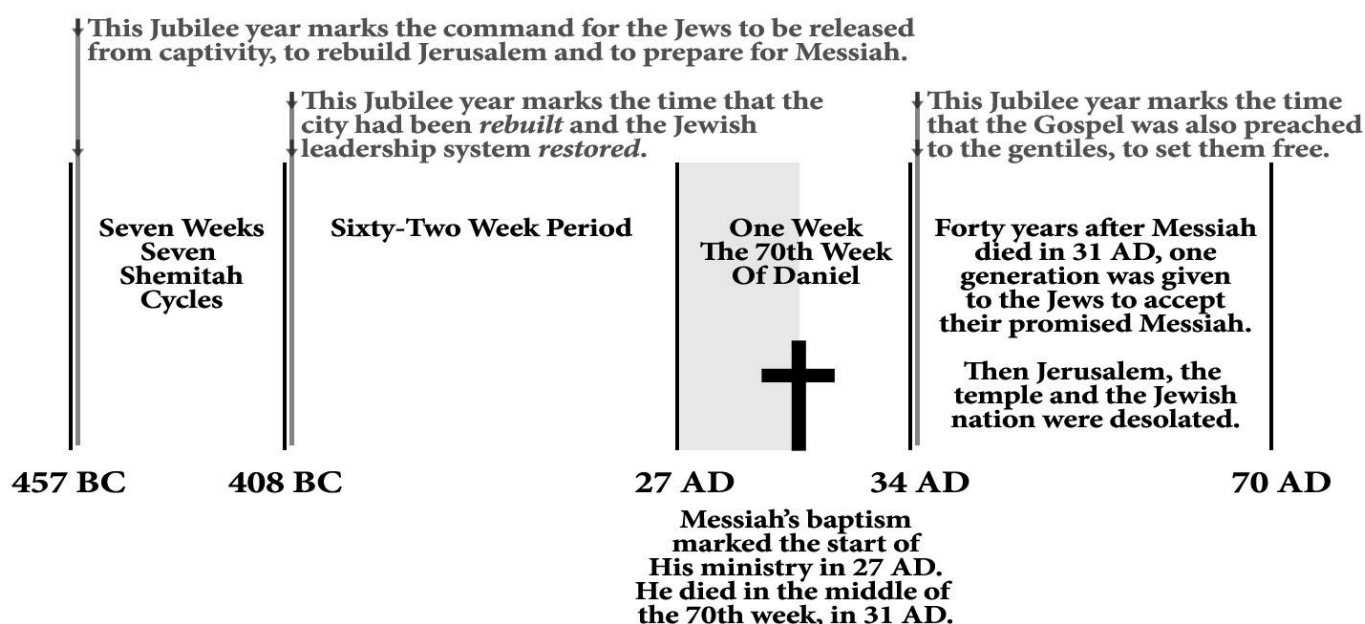 This Jubilee year marks the command for the Jews to be released
from captivity, to rebuild Jerusalem and to prepare for Messiah.
This Jubilee year marks the time that the
city had been rebuilt and the Jewish
leadership system restored.
This Jubilee year marks the time
that the Gospel was also preached
to the gentiles, to set them free.
Seven Weeks
Seven
Shemitah
Cycles
Sixty-Two Week Period
One Week
The 70th Week
Of Daniel
Forty years after Messiah
died in 31 AD, one
generation was given
to the Jews to accept
their promised Messiah.
Then Jerusalem, the
temple and the Jewish
nation were desolated.
457 BC
408 BC
27 AD
34 AD
70 AD
Messiah's baptism
marked the start of
His ministry in 27 AD.
He died in the middle of
the 70th week, in 31 AD.